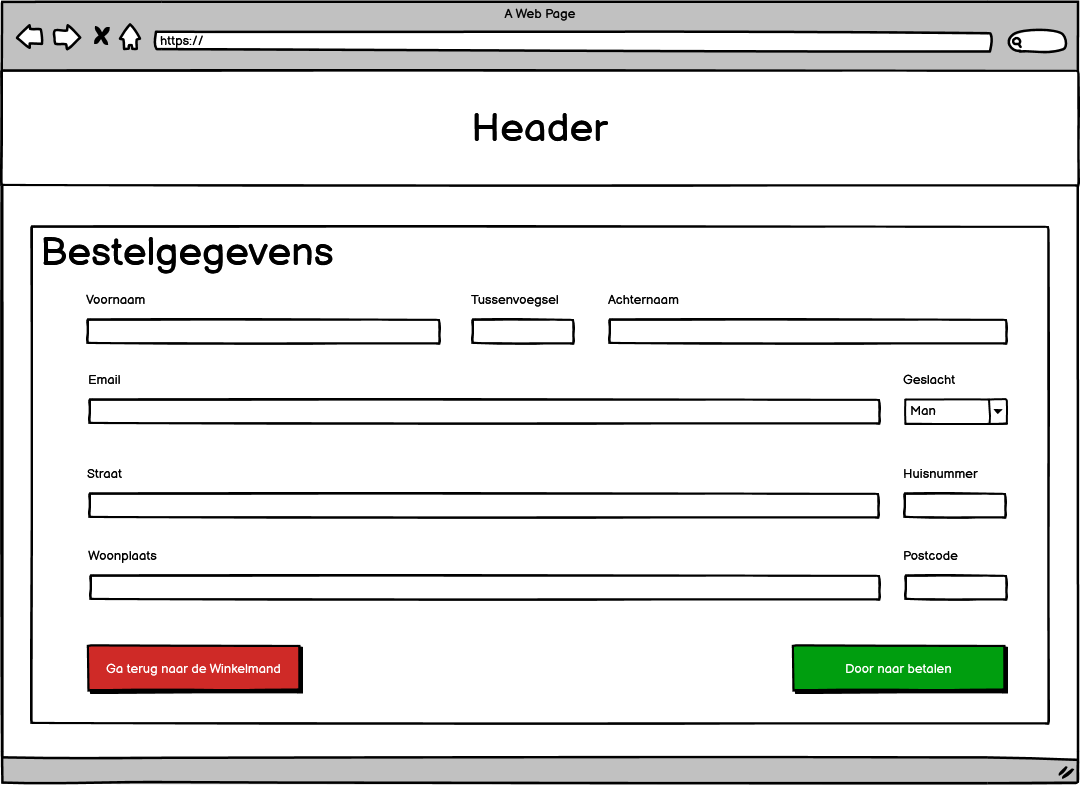 A Web Page
https://
Header
Bestelgegevens
Voornaam
Tussenvoegsel
Achternaam
Email
Geslacht
Man
Straat
Huisnummer
Woonplaats
Postcode
Ga terug naar de Winkelmand
Door naar betalen